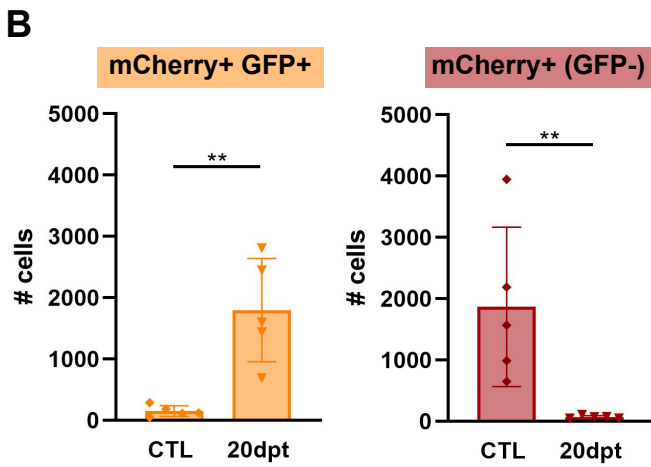 B
mCherry+ GFP+
mCherry+ (GFP-)
# cells
5000
4000
3000
2000
1000
0
**
CTL
20dpt
# cells
5000
4000
3000
2000
1000
0
**
CTL
20dpt